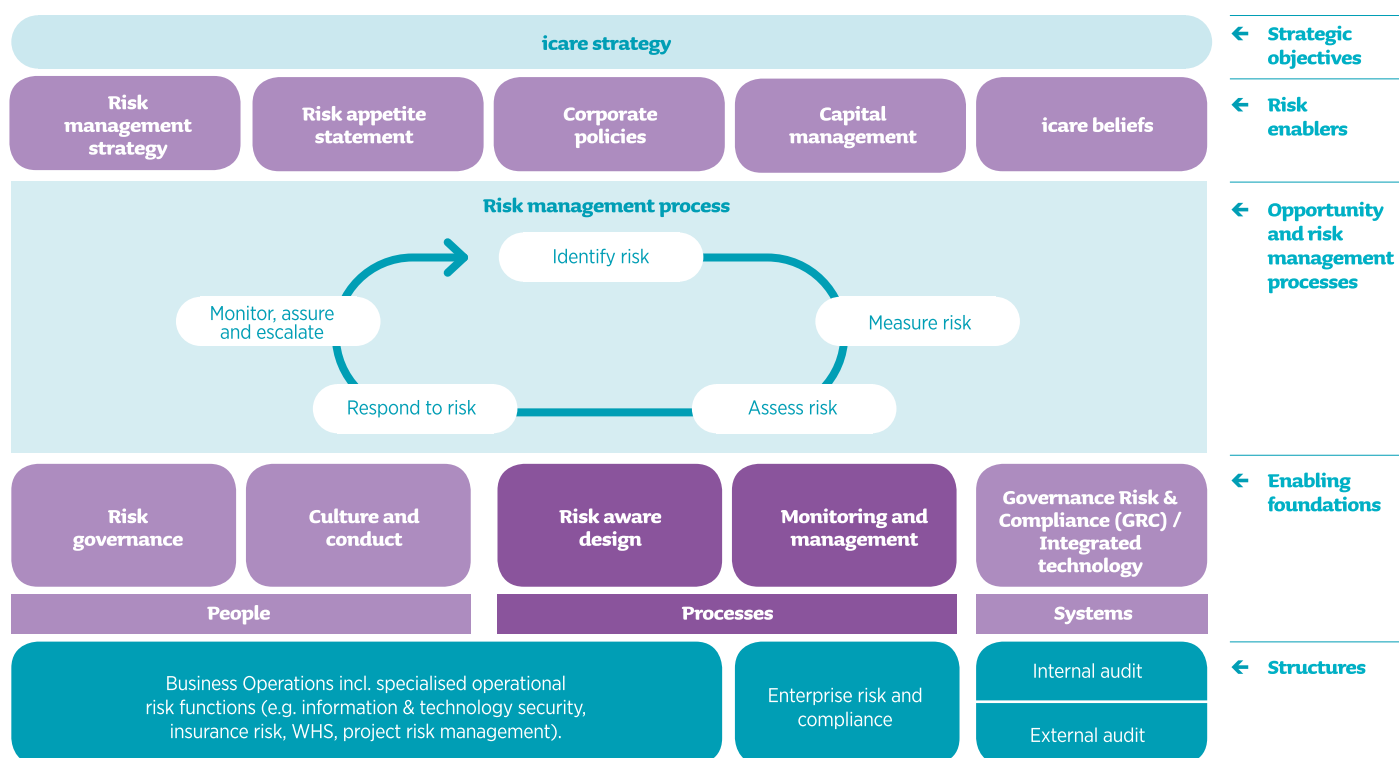 icare strategy
Strategic
objectives
Risk
management
strategy
Risk appetite
statement
Corporate
policies
Capital
management
icare beliefs
Risk
enablers
Risk management process
Identify risk
Measure risk
Assess risk
Respond to risk
Monitor, assure
and escalate
Opportunity
and risk
management
processes
Risk
governance
Culture and
conduct
Risk aware
design
Monitoring and
management
Governance Risk &
Compliance (GRC) /
Integrated
technology
Enabling
foundations
People
Processes
Systems
Business Operations incl. specialised operational
risk functions (e.g. information & technology security,
insurance risk, WHS, project risk management).
Enterprise risk and
compliance
Internal audit
External audit
Structures